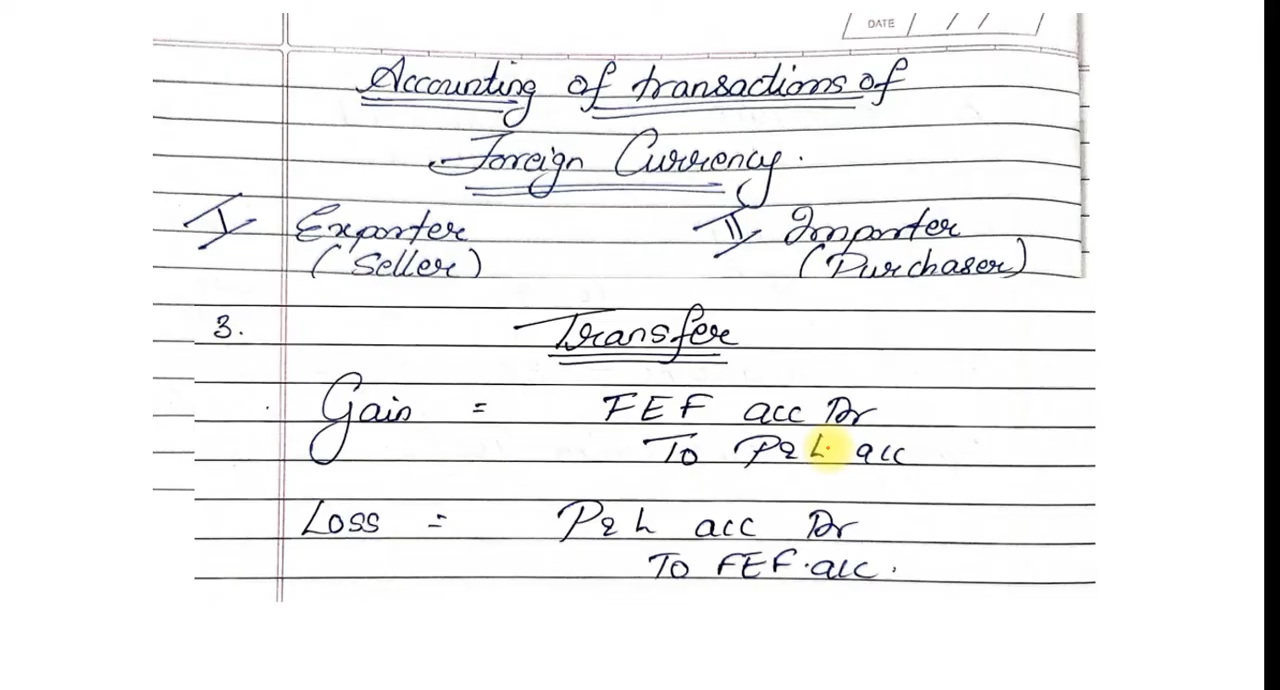 DATE / /
Accounting of transactions of
Foreign Currency.
I) Exporter
(Seller)
II) Importer
(Purchaser)
3. Transfer
Gain = FEF acc Dr
To P&L acc
Loss = P&L acc Dr
To FEF a/c.